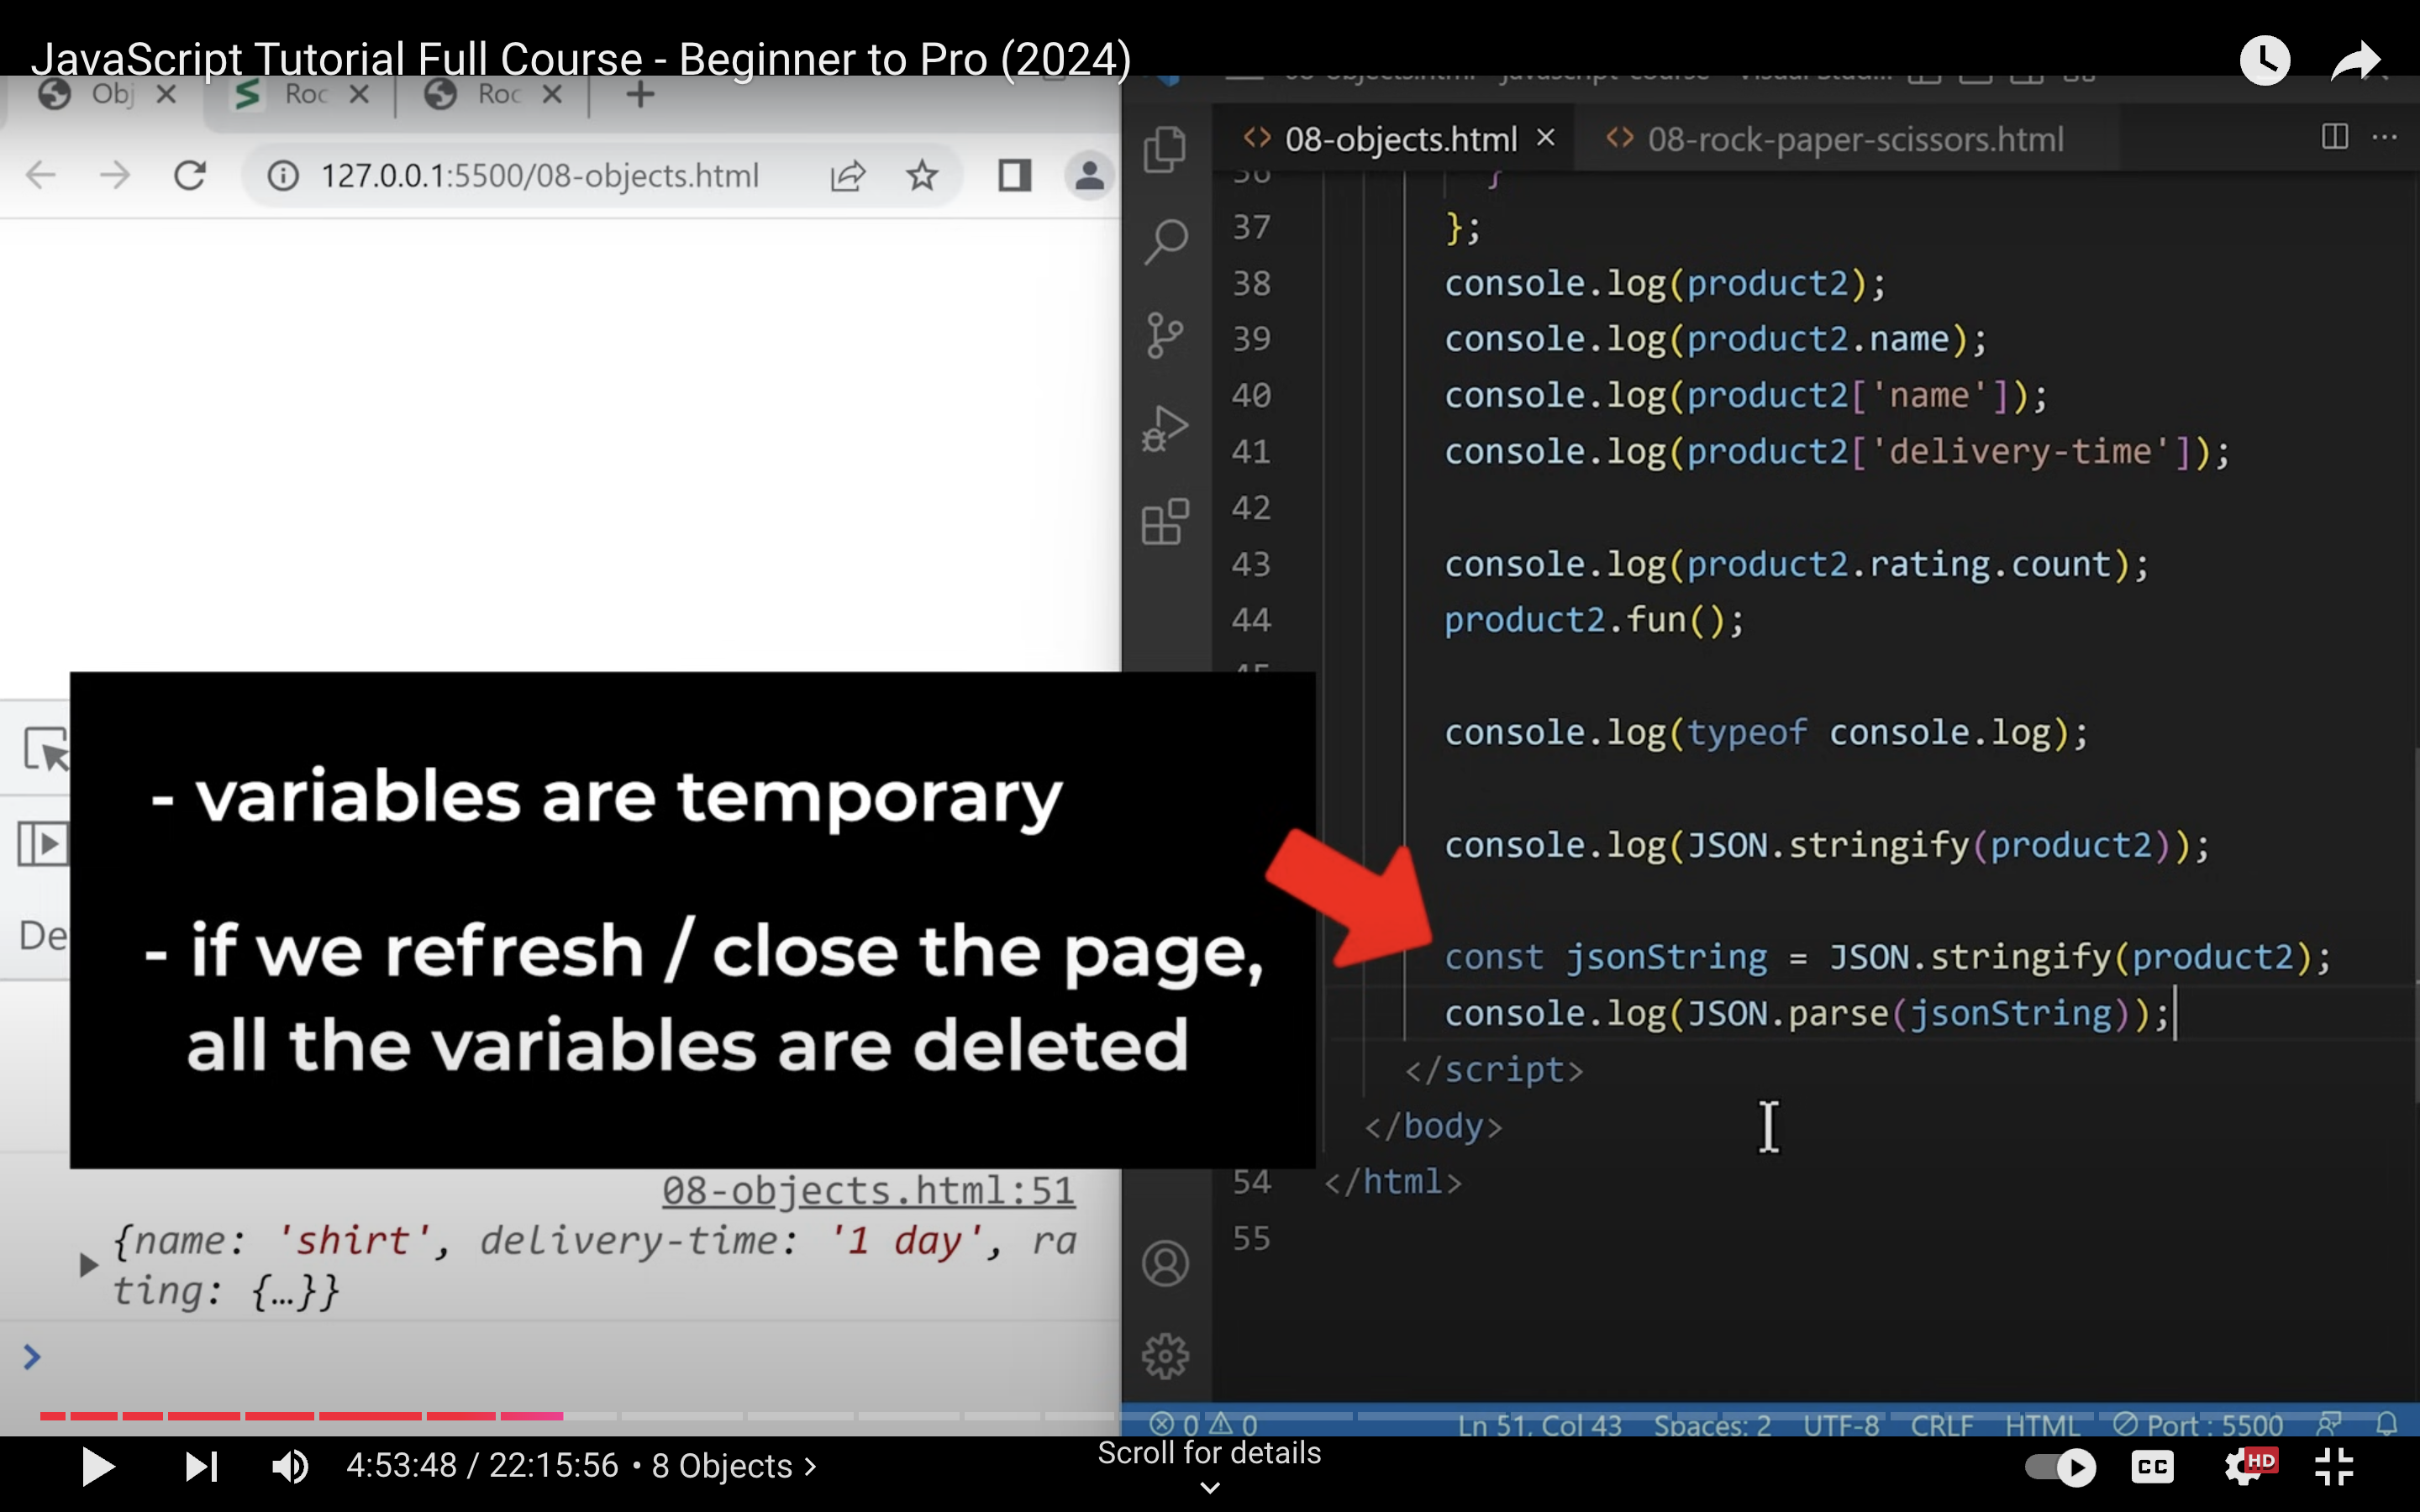 JavaScript Tutorial Full Course - Beginner to Pro (2024)
Obj
Roc
Roc
127.0.0.1:5500/08-objects.html
08-objects.html
08-rock-paper-scissors.html
36 }
37 };
38 console.log(product2);
39 console.log(product2.name);
40 console.log(product2['name']);
41 console.log(product2['delivery-time']);
42
43 console.log(product2.rating.count);
44 product2.fun();
console.log(typeof console.log);
console.log(JSON.stringify(product2));
const jsonString = JSON.stringify(product2);
console.log(JSON.parse(jsonString));
</script>
</body>
54 </html>
55
- variables are temporary
- if we refresh / close the page,
all the variables are deleted
De
08-objects.html:51
{name: 'shirt', delivery-time: '1 day', ra
ting: {…}}
0 0 Ln 51, Col 43 Spaces: 2 UTF-8 CRLF HTML Port : 5500
4:53:48 / 22:15:56 • 8 Objects
Scroll for details
CC
HD